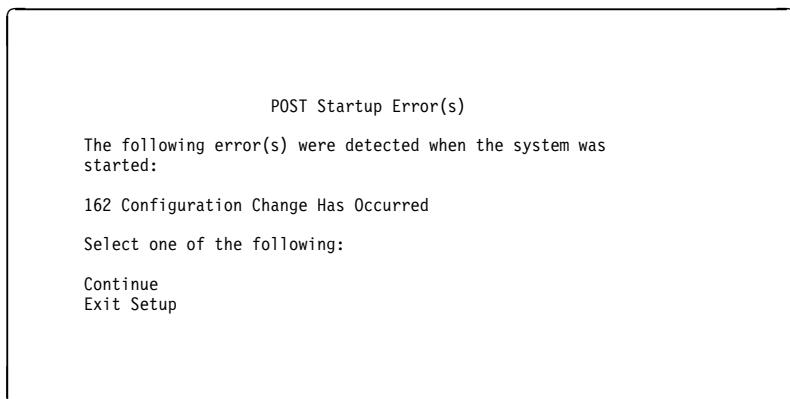 POST Startup Error(s)
The following error(s) were detected when the system was
started:
162 Configuration Change Has Occurred
Select one of the following:
Continue
Exit Setup